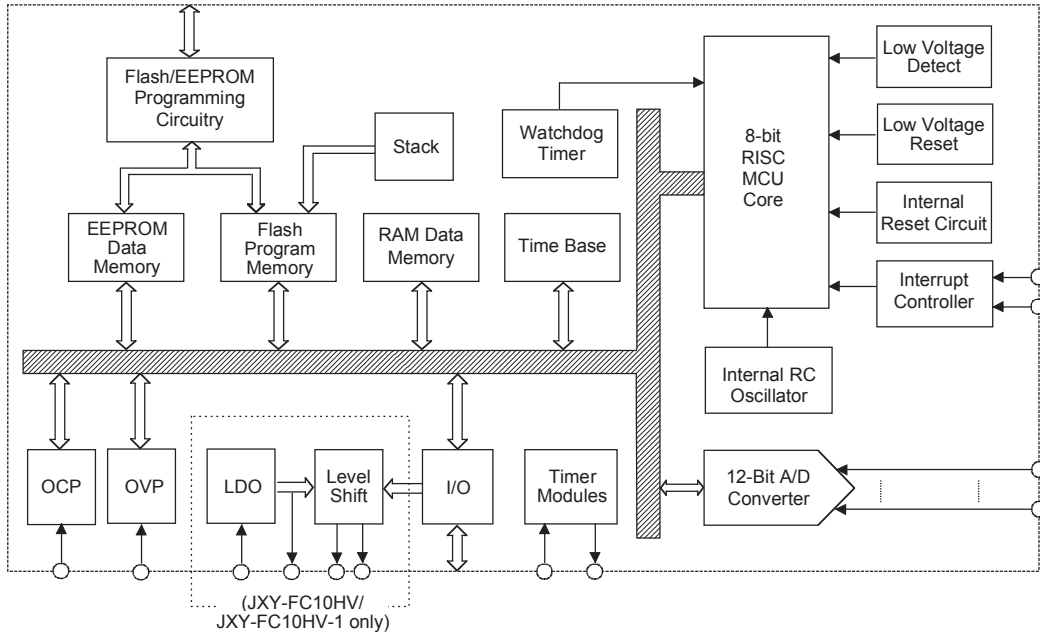 Flash/EEPROM
Programming
Circuitry
Stack
Watchdog
Timer
8-bit
RISC
MCU
Core
Low Voltage
Detect
Low Voltage
Reset
Internal
Reset Circuit
Interrupt
Controller
EEPROM
Data
Memory
Flash
Program
Memory
RAM Data
Memory
Time Base
Internal RC
Oscillator
OCP
OVP
LDO
Level
Shift
I/O
Timer
Modules
12-Bit A/D
Converter
(JXY-FC10HV/
JXY-FC10HV-1 only)